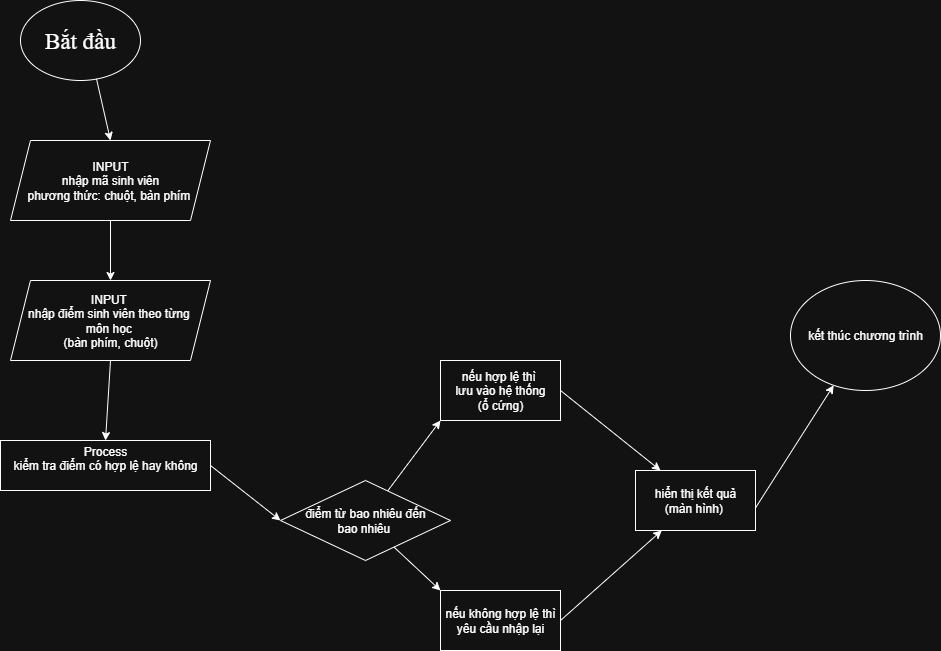 Bắt đầu
INPUT
nhập mã sinh viên
phương thức: chuột, bàn phím
INPUT
nhập điểm sinh viên theo từng
môn học
(bàn phím, chuột)
Process
kiểm tra điểm có hợp lệ hay không
điểm từ bao nhiêu đến
bao nhiêu
nếu hợp lệ thì
lưu vào hệ thống
(ổ cứng)
nếu không hợp lệ thì
yêu cầu nhập lại
hiển thị kết quả
(màn hình)
kết thúc chương trình